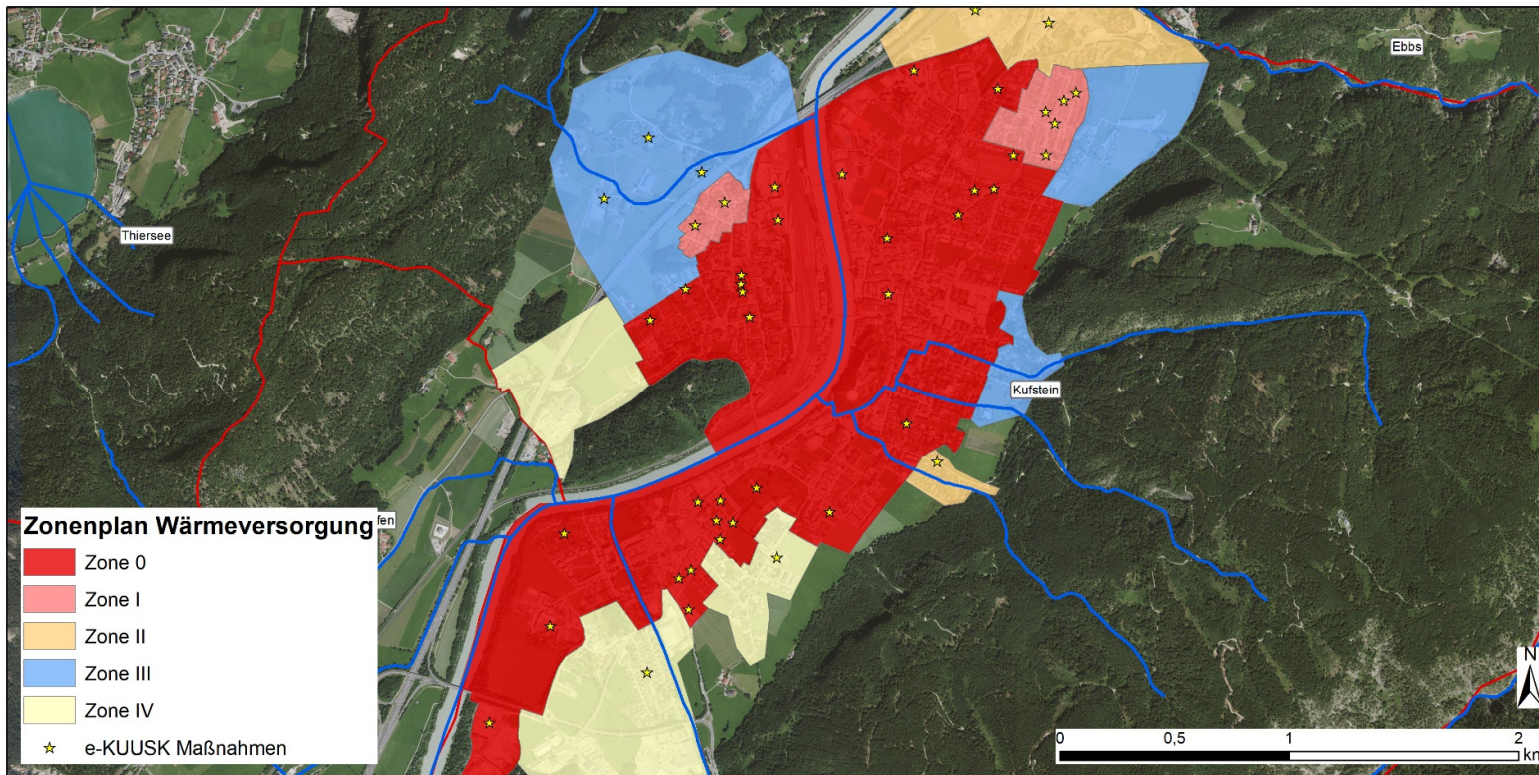 Ebbs
Thiersee
Kufstein
fen
Zonenplan Wärmeversorgung
Zone 0
Zone I
Zone II
Zone III
Zone IV
e-KUUSK Maßnahmen
N
0 0,5 1 2
km